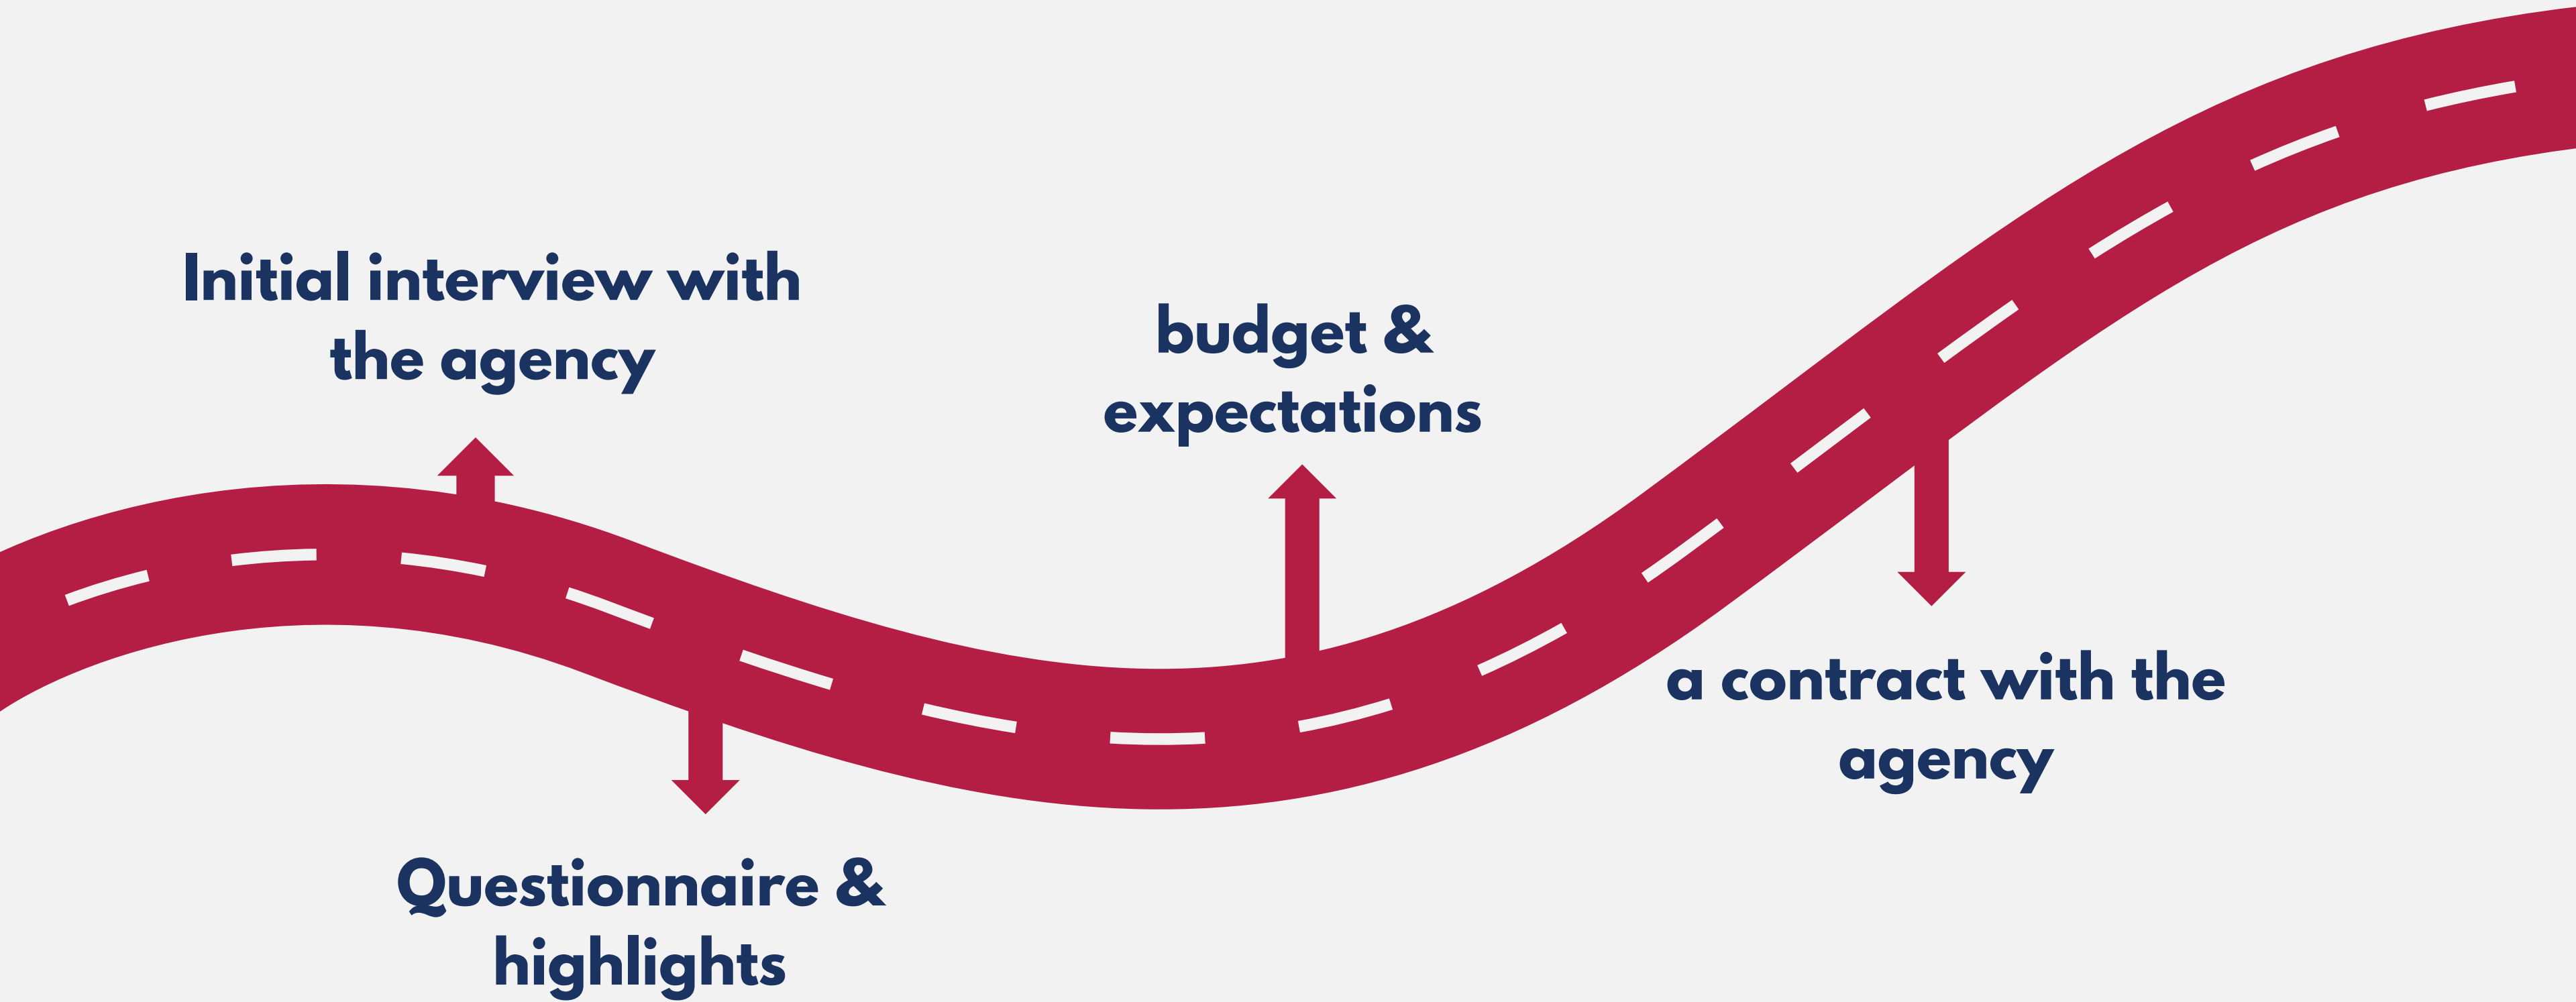 Initial interview with
the agency
Questionnaire &
highlights
budget &
expectations
a contract with the
agency